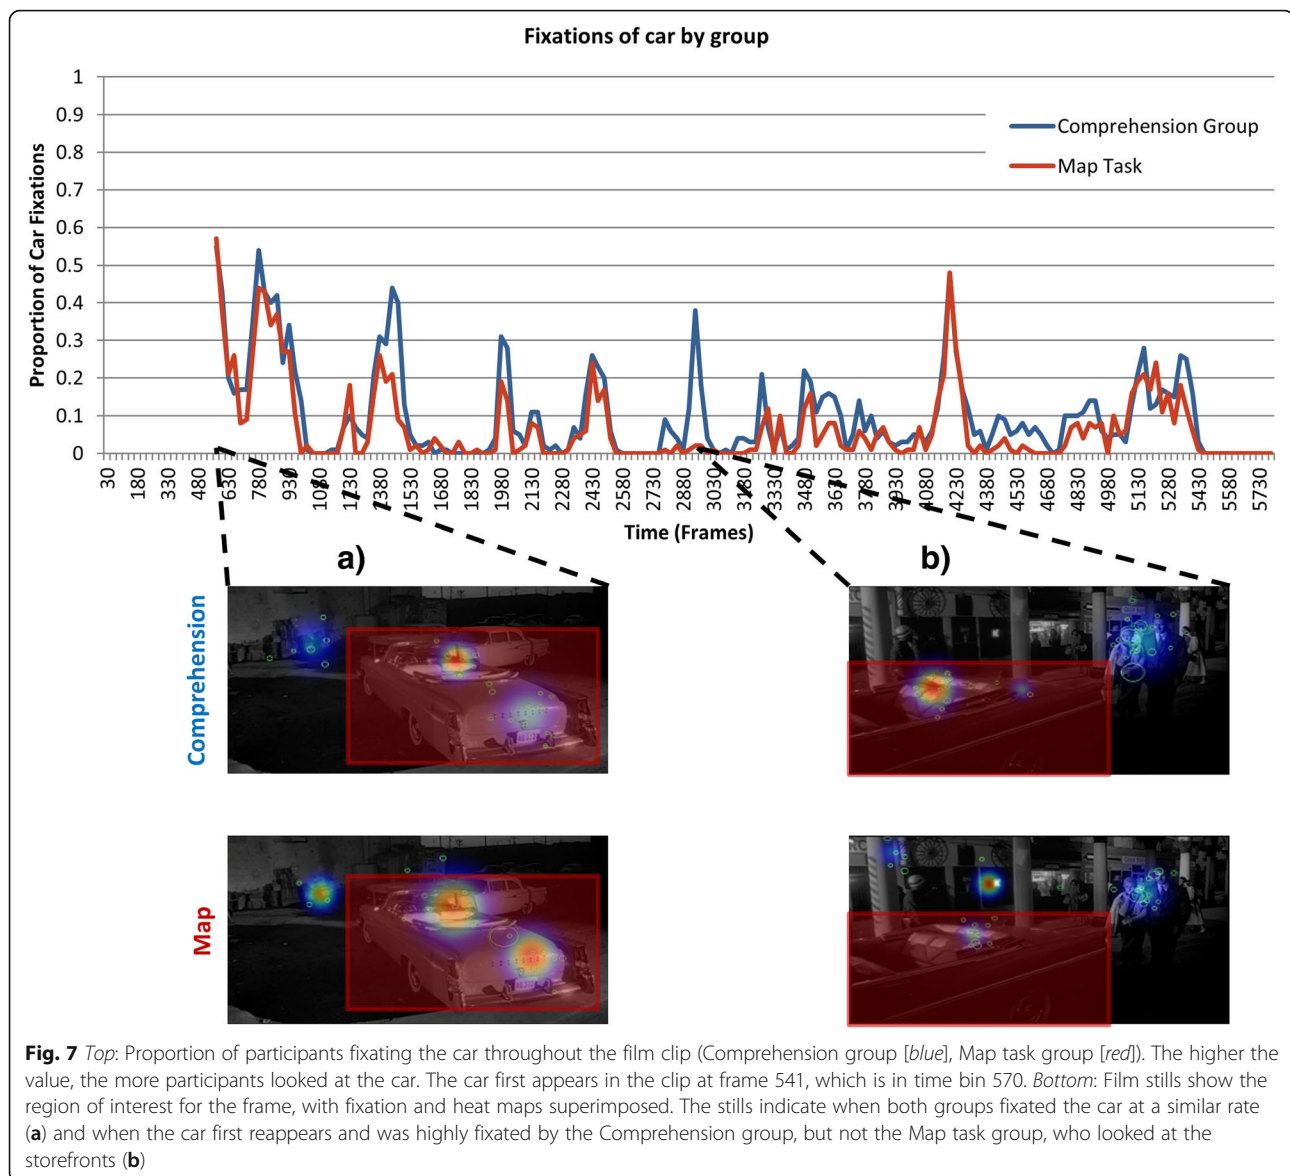 Fixations of car by group
1
0.9
0.8
0.7
0.6
0.5
0.4
0.3
0.2
0.1
0
Proportion of Car Fixations
Comprehension Group
Map Task
30 180 330 480 630 780 930 1080 1230 1380 1530 1680 1830 1980 2130 2280 2430 2580 2730 2880 3030 3180 3330 3480 3630 3780 3930 4080 4230 4380 4530 4680 4830 4980 5130 5280 5430 5580 5730
Time (Frames)
a)
b)
Comprehension
Map
Fig. 7 Top: Proportion of participants fixating the car throughout the film clip (Comprehension group [blue], Map task group [red]). The higher the
value, the more participants looked at the car. The car first appears in the clip at frame 541, which is in time bin 570. Bottom: Film stills show the
region of interest for the frame, with fixation and heat maps superimposed. The stills indicate when both groups fixated the car at a similar rate
(a) and when the car first reappears and was highly fixated by the Comprehension group, but not the Map task group, who looked at the
storefronts (b)